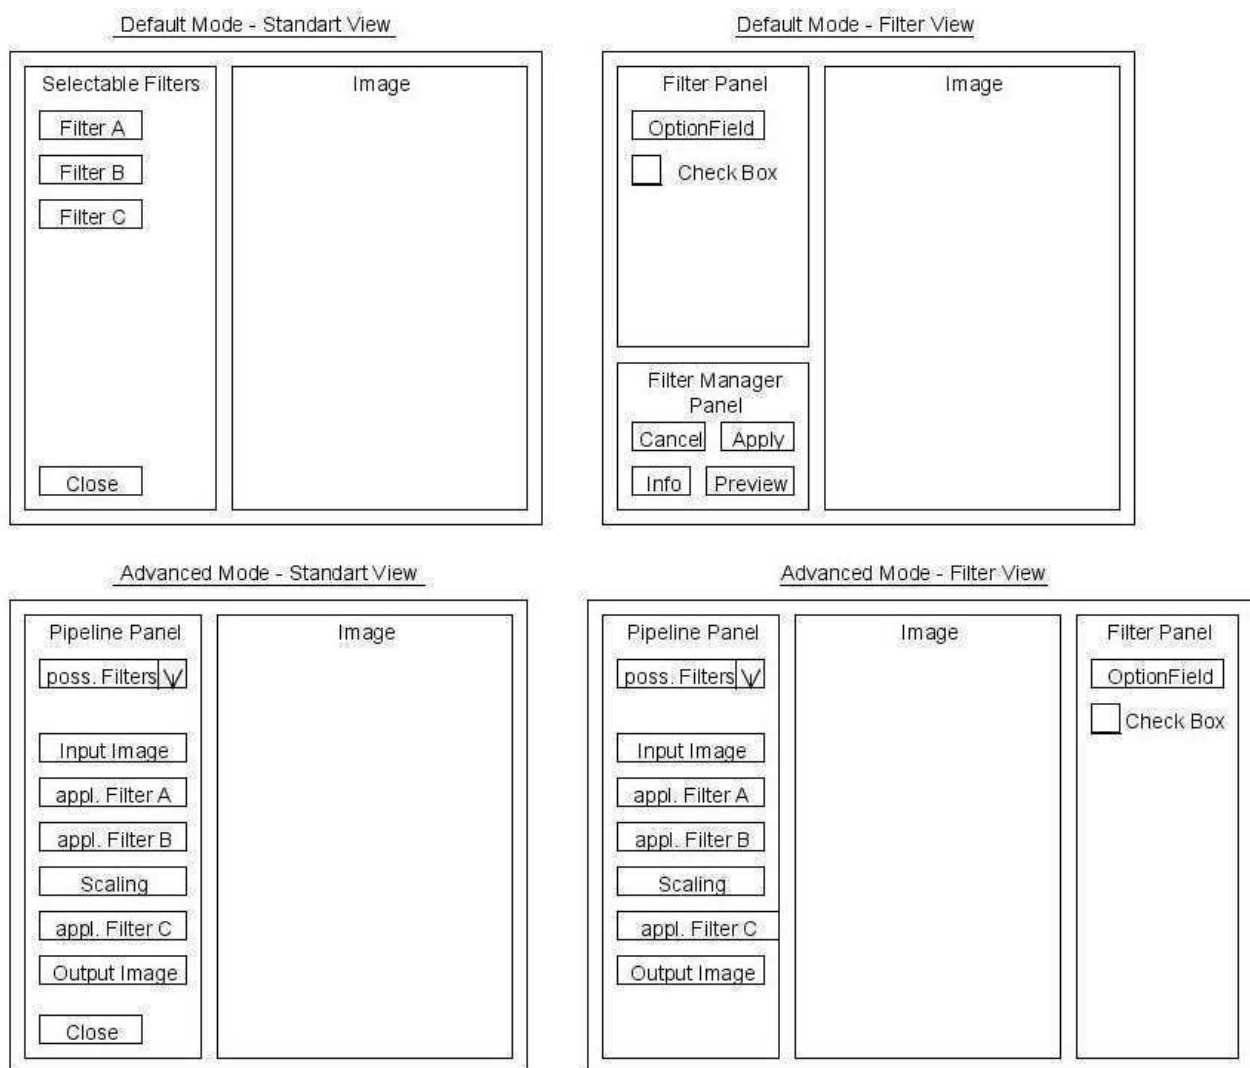 Default Mode - Standart View
Selectable Filters
Filter A
Filter B
Filter C
Close
Image
Default Mode - Filter View
Filter Panel
OptionField
Check Box
Filter Manager
Panel
Cancel Apply
Info Preview
Image
Advanced Mode - Standart View
Pipeline Panel
poss. Filters
Input Image
appl. Filter A
appl. Filter B
Scaling
appl. Filter C
Output Image
Close
Image
Advanced Mode - Filter View
Pipeline Panel
poss. Filters
Input Image
appl. Filter A
appl. Filter B
Scaling
appl. Filter C
Output Image
Image
Filter Panel
OptionField
Check Box